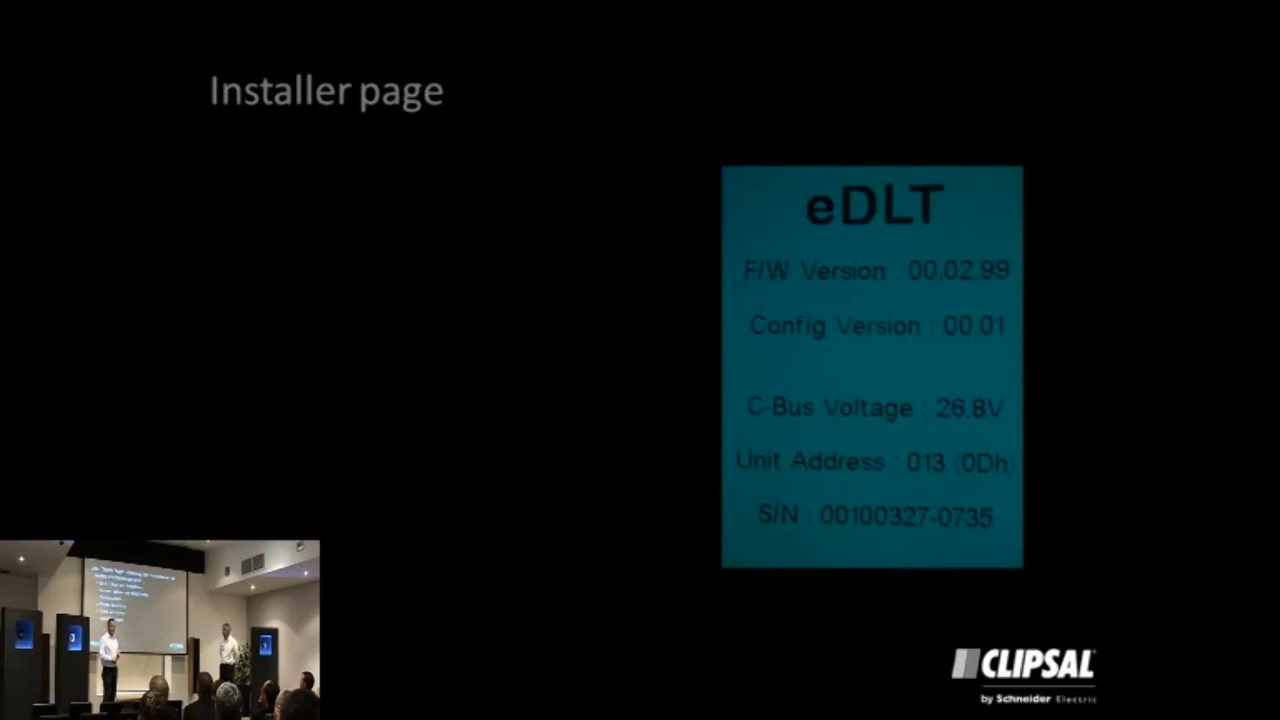 Installer page
eDLT
F/W Version : 00.02.99
Config Version : 00.01
C-Bus Voltage : 26.8V
Unit Address : 013 (0Dh)
S/N : 00100327-0735
CLIPSAL
by Schneider Electric